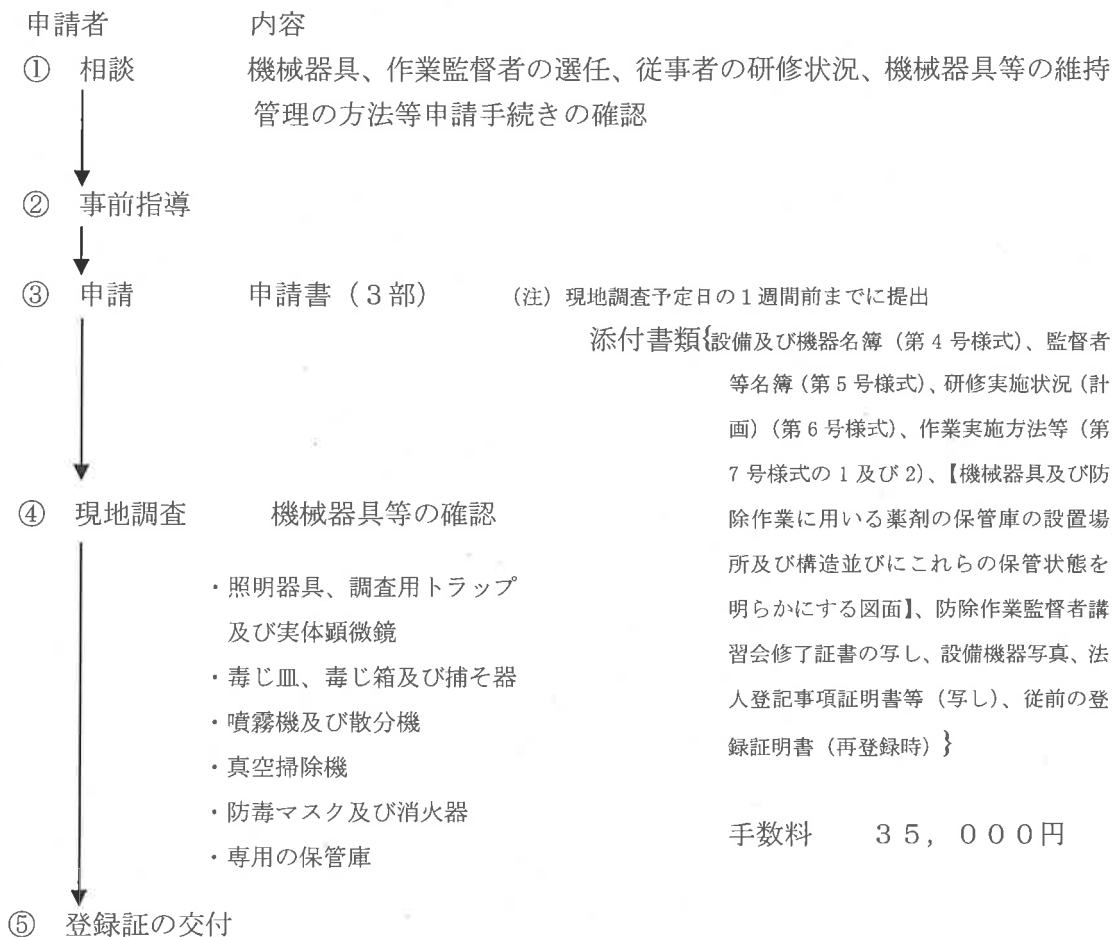 申請者 内容
① 相談 機械器具、作業監督者の選任、従事者の研修状況、機械器具等の維持
管理の方法等申請手続きの確認
② 事前指導
③ 申請 申請書（３部） （注）現地調査予定日の１週間前までに提出
添付書類{設備及び機器名簿（第４号様式）、監督者
等名簿（第５号様式）、研修実施状況（計
画）（第６号様式）、作業実施方法等（第
７号様式の１及び２）、【機械器具及び防
除作業に用いる薬剤の保管庫の設置場
所及び構造並びにこれらの保管状態を
明らかにする図面】、防除作業監督者講
習会修了証書の写し、設備機器写真、法
人登記事項証明書等（写し）、従前の登
録証明書（再登録時）}
手数料 ３５，０００円
④ 現地調査 機械器具等の確認
・照明器具、調査用トラップ
及び実体顕微鏡
・毒じ皿、毒じ箱及び捕そ器
・噴霧機及び散分機
・真空掃除機
・防毒マスク及び消火器
・専用の保管庫
⑤ 登録証の交付